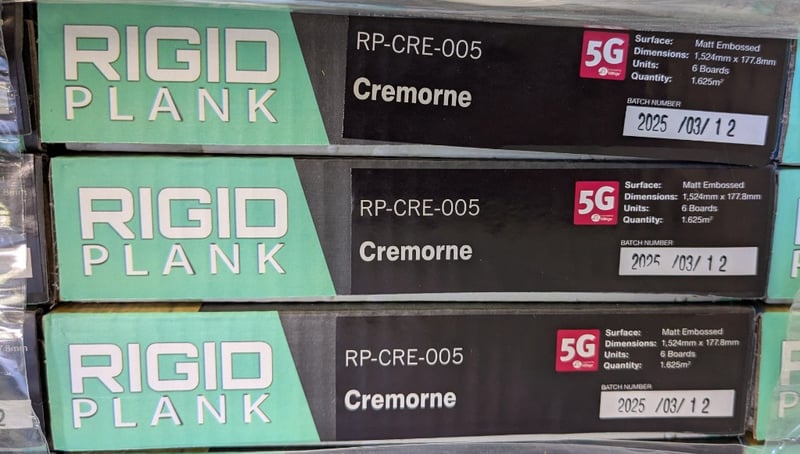 RIGID
PLANK
RP-CRE-005
Cremorne
5G
Surface: Matt Embossed
Dimensions: 1,524mm x 177.8mm
Units: 6 Boards
Quantity: 1.625m²
BATCH NUMBER
2025 /03/ 12
RIGID
PLANK
RP-CRE-005
Cremorne
5G
Surface: Matt Embossed
Dimensions: 1,524mm x 177.8mm
Units: 6 Boards
Quantity: 1.625m²
BATCH NUMBER
2025 /03/ 12
RIGID
PLANK
RP-CRE-005
Cremorne
5G
Surface: Matt Embossed
Dimensions: 1,524mm x 177.8mm
Units: 6 Boards
Quantity: 1.625m²
BATCH NUMBER
2025 /03/ 12